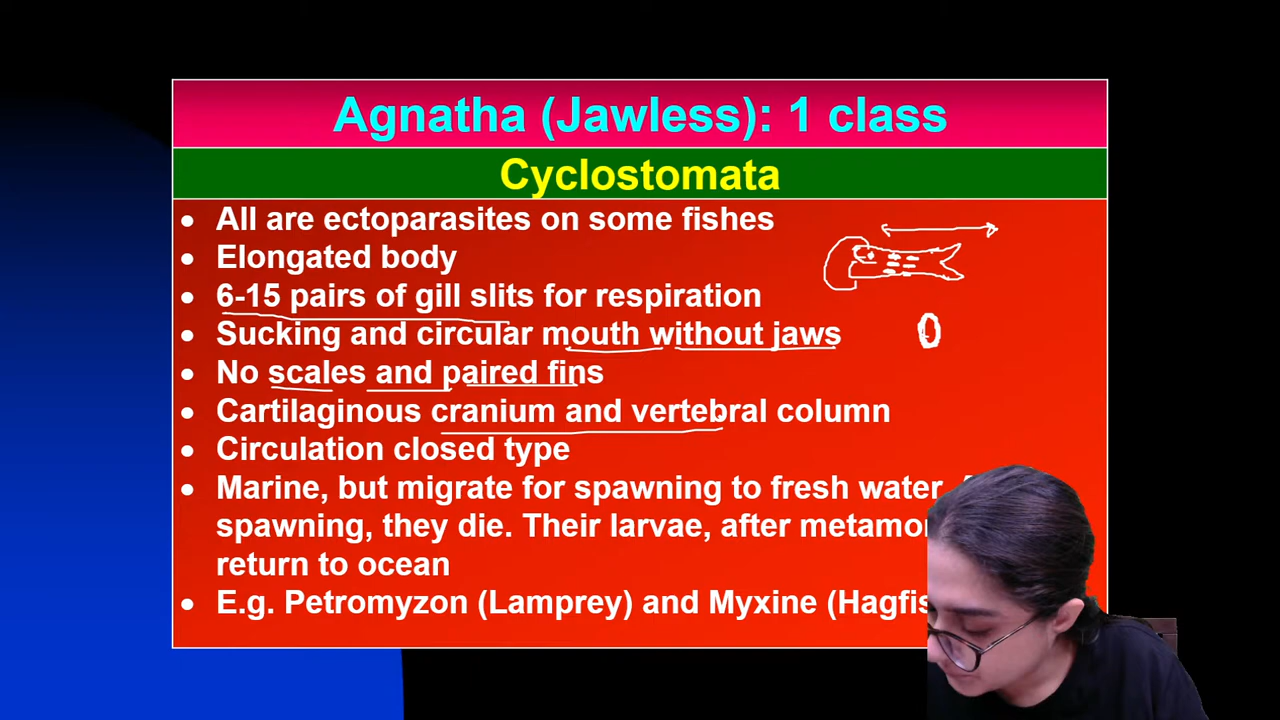 Agnatha (Jawless): 1 class
Cyclostomata
• All are ectoparasites on some fishes
• Elongated body
• 6-15 pairs of gill slits for respiration
• Sucking and circular mouth without jaws
• No scales and paired fins
• Cartilaginous cranium and vertebral column
• Circulation closed type
• Marine, but migrate for spawning to fresh water.
spawning, they die. Their larvae, after
return to ocean
• E.g. Petromyzon (Lamprey) and Myxine